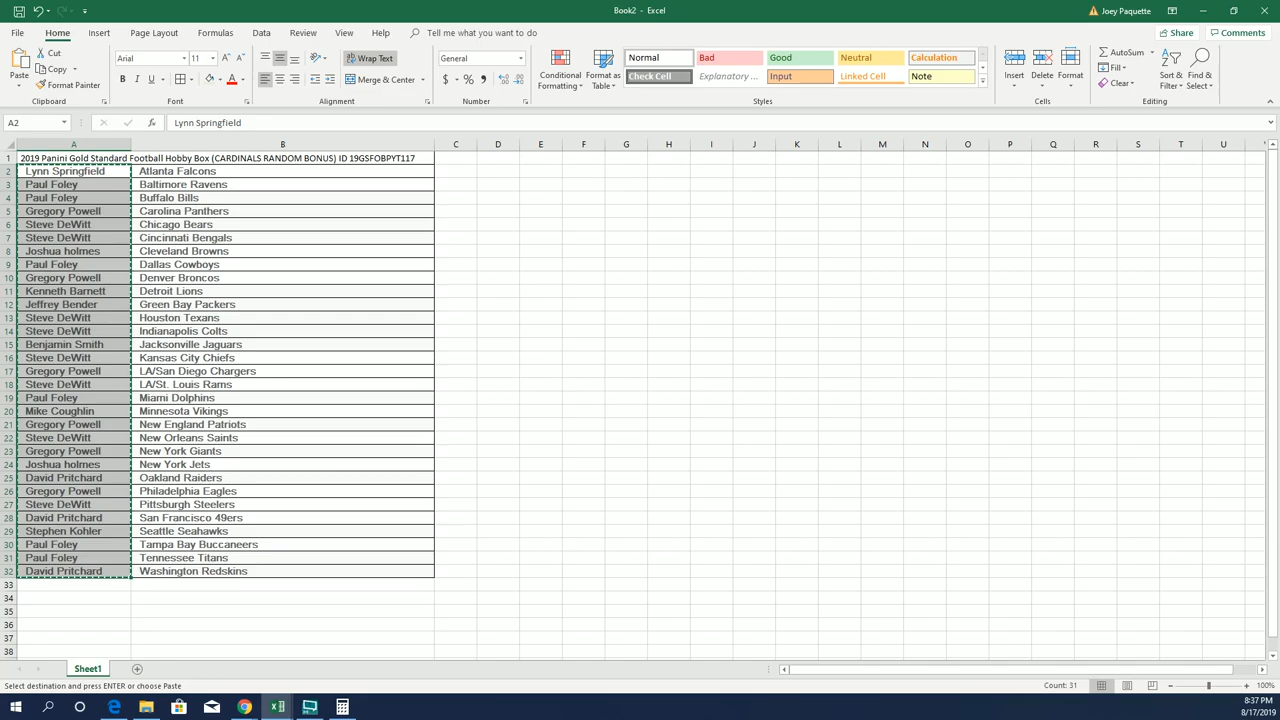 Book2 - Excel
Joey Paquette
File Home Insert Page Layout Formulas Data Review View Help Tell me what you want to do Share Comments
Paste Cut Copy Format Painter Clipboard
Arial 11 B I U Font
Wrap Text Merge & Center Alignment
General $ % Number
Conditional Formatting Format as Table
Normal Bad Good Neutral Calculation
Check Cell Explanatory ... Input Linked Cell Note
Styles
Insert Delete Format Cells
AutoSum Fill Clear Sort & Filter Find & Select Editing
A2 fx Lynn Springfield
A B C D E F G H I J K L M N O P Q R S T U
1 2019 Panini Gold Standard Football Hobby Box (CARDINALS RANDOM BONUS) ID 19GSFOBPYT117
2 Lynn Springfield Atlanta Falcons
3 Paul Foley Baltimore Ravens
4 Paul Foley Buffalo Bills
5 Gregory Powell Carolina Panthers
6 Steve DeWitt Chicago Bears
7 Steve DeWitt Cincinnati Bengals
8 Joshua holmes Cleveland Browns
9 Paul Foley Dallas Cowboys
10 Gregory Powell Denver Broncos
11 Kenneth Barnett Detroit Lions
12 Jeffrey Bender Green Bay Packers
13 Steve DeWitt Houston Texans
14 Steve DeWitt Indianapolis Colts
15 Benjamin Smith Jacksonville Jaguars
16 Steve DeWitt Kansas City Chiefs
17 Gregory Powell LA/San Diego Chargers
18 Steve DeWitt LA/St. Louis Rams
19 Paul Foley Miami Dolphins
20 Mike Coughlin Minnesota Vikings
21 Gregory Powell New England Patriots
22 Steve DeWitt New Orleans Saints
23 Gregory Powell New York Giants
24 Joshua holmes New York Jets
25 David Pritchard Oakland Raiders
26 Gregory Powell Philadelphia Eagles
27 Steve DeWitt Pittsburgh Steelers
28 David Pritchard San Francisco 49ers
29 Stephen Kohler Seattle Seahawks
30 Paul Foley Tampa Bay Buccaneers
31 Paul Foley Tennessee Titans
32 David Pritchard Washington Redskins
33
34
35
36
37
38
Sheet1
Select destination and press ENTER or choose Paste Count: 31 100%
8:37 PM
8/17/2019